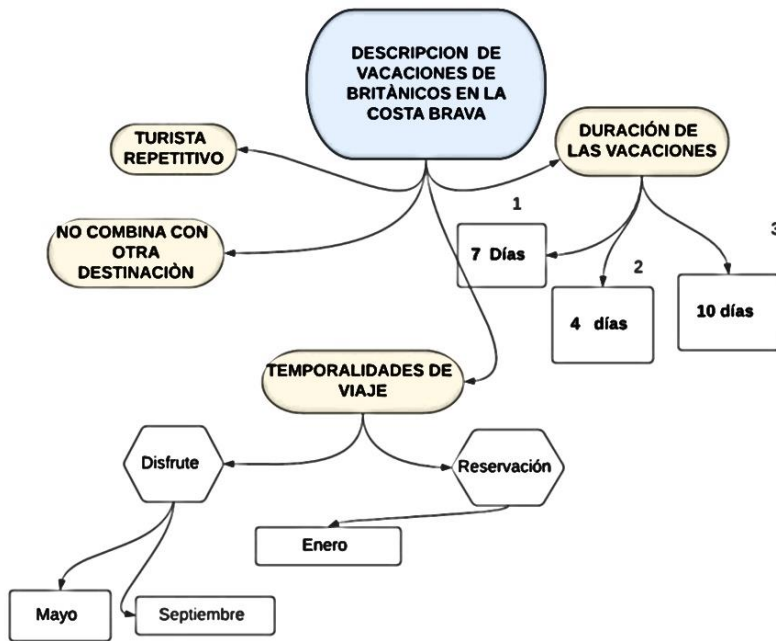 DESCRIPCION DE
VACACIONES DE
BRITÀNICOS EN LA
COSTA BRAVA
TURISTA
REPETITIVO
DURACIÓN DE
LAS VACACIONES
NO COMBINA CON
OTRA
DESTINACIÒN
1
7 Días
2
4 días
3
10 días
TEMPORALIDADES DE
VIAJE
Disfrute
Reservación
Enero
Mayo
Septiembre